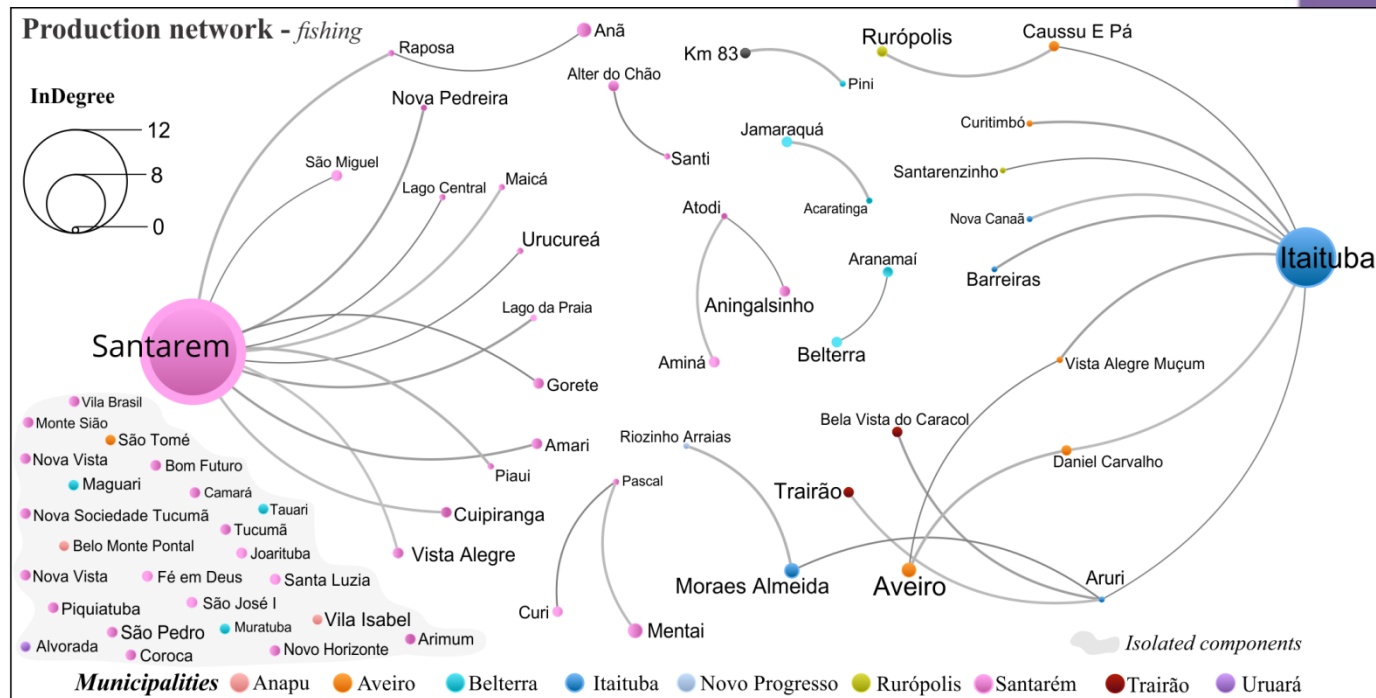 Production network - fishing
InDegree
12
8
0
Raposa
Anã
Nova Pedreira
São Miguel
Lago Central
Maicá
Urucureá
Lago da Praia
Santarem
Gorete
Amari
Piaui
Cuipiranga
Vista Alegre
Alter do Chão
Santi
Km 83
Pini
Jamaraquá
Acaratinga
Atodi
Aningalsinho
Aminá
Aranamaí
Belterra
Rurópolis
Caussu E Pá
Curitimbó
Santarenzinho
Nova Canaã
Barreiras
Itaituba
Vista Alegre Muçum
Bela Vista do Caracol
Daniel Carvalho
Trairão
Riozinho Arraias
Pascal
Moraes Almeida
Aveiro
Aruri
Curi
Mentai
Vila Brasil
Monte Sião
São Tomé
Nova Vista
Bom Futuro
Maguari
Camará
Tauari
Nova Sociedade Tucumã
Tucumã
Belo Monte Pontal
Joarituba
Nova Vista
Fé em Deus
Santa Luzia
São José I
Piquiatuba
Vila Isabel
São Pedro
Muratuba
Arimum
Alvorada
Coroca
Novo Horizonte
Isolated components
Municipalities Anapu Aveiro Belterra Itaituba Novo Progresso Rurópolis Santarém Trairão Uruará